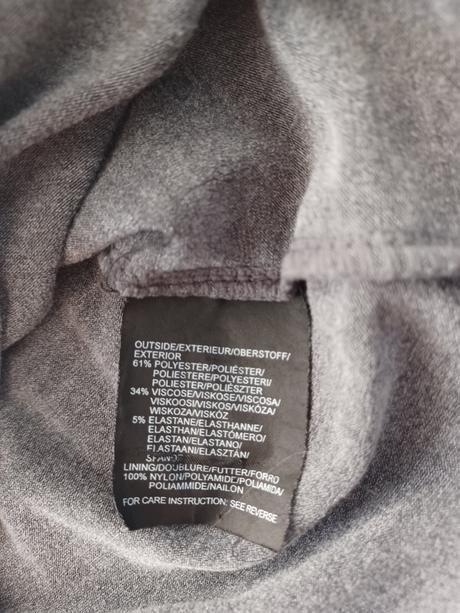 OUTSIDE/EXTERIEUR/OBERSTOFF/
EXTERIOR
61% POLYESTER/POLIÉSTER/
POLIESTERE/POLYESTERI/
POLIESTER/POLIÉSZTER
34% VISCOSE/VISKOSE/VISCOSA/
VISKOOSI/VISKOS/VISKÓZA/
WISKOZA/VISKÓZ
5% ELASTANE/ELASTHANNE/
ELASTHAN/ELASTÓMERO/
ELASTAN/ELASTANO/
ELASTAANI/ELASZTÁN/
LINING/DOUBLURE/FUTTER/FORRO
100% NYLON/POLYAMIDE/POLIAMIDA/
POLIAMMIDE/NAILON
FOR CARE INSTRUCTION: SEE REVERSE